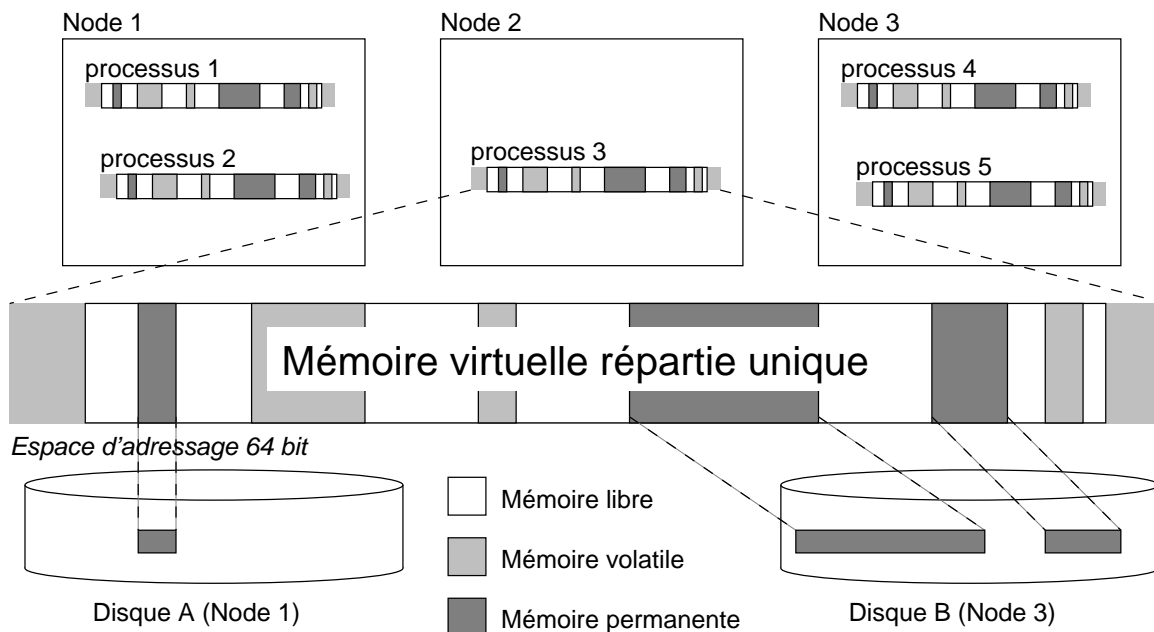 Node 1
Node 2
Node 3
processus 1
processus 4
processus 2
processus 3
processus 5
Mémoire virtuelle répartie unique
Espace d'adressage 64 bit
Mémoire libre
Mémoire volatile
Mémoire permanente
Disque A (Node 1)
Disque B (Node 3)